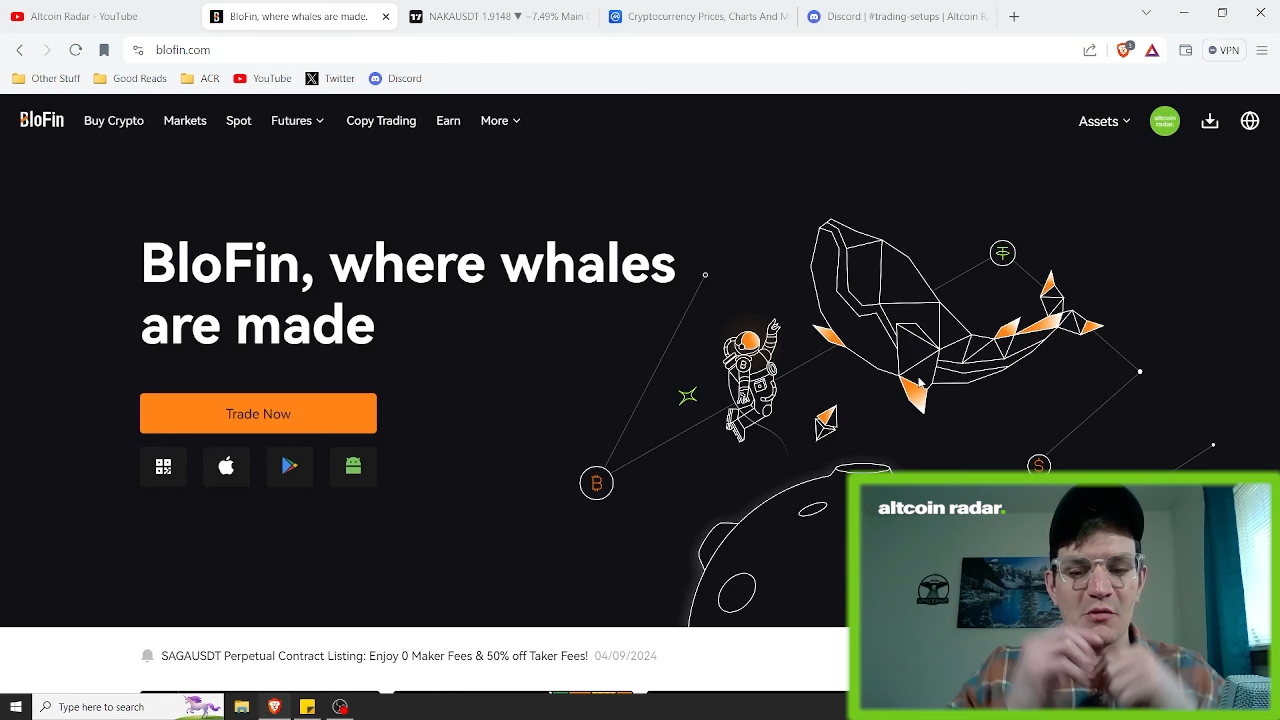 Altcoin Radar - YouTube
BloFin, where whales are made.
NAKAUSDT 1.9148 ▼ −7.49% Main
Cryptocurrency Prices, Charts And M
Discord | #trading-setups | Altcoin R
blofin.com
3
VPN
Other Stuff
Good Reads
ACR
YouTube
Twitter
Discord
BloFin
Buy Crypto
Markets
Spot
Futures
Copy Trading
Earn
More
Assets
altcoin
radar.
BloFin, where whales
are made
Trade Now
altcoin radar.
SAGAUSDT Perpetual Contract Listing: Enjoy 0 Maker Fees & 50% off Taker Fees! 04/09/2024
Type here to search